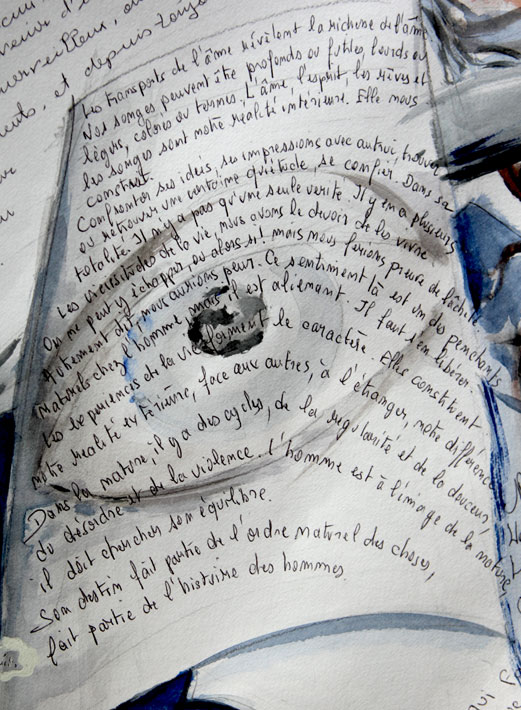 merveilleux,
et depuis toujours
Les transports de l'âme révèlent la richesse de l'âme
Nos songes peuvent être profonds ou futiles, lourds ou
légers, colorés ou ternes. L'âme, l'esprit, les rêves et
les songes sont notre réalité intérieure. Elle nous
construit.
Confronter ses idées, ses impressions avec autrui, trouver
ou retrouver une certaine quiétude, se confier. Dans sa
totalité. Il n'y a pas qu'une seule verité. Il y en a plusieurs
Les vicissitudes de la vie, nous avons le devoir de les vivre.
On ne peut y échapper, ou alors si! mais nous ferions preuve de lâcheté.
Autrement dit, nous aurions peur. Ce sentiment là est un des penchants
naturels chez l'homme, mais il est aliénant. Il faut s'en libérer.
Les expériences de la vie forment le caractère. Elles constituent
notre réalité extérieure, face aux autres, à l'étranger, notre différence
Dans la nature, il y a des cycles, de la régularité et de la douceur,
du désordre et de la violence. L'homme est à l'image de la nature
il doit chercher son équilibre.
Son destin fait partie de l'ordre naturel des choses,
fait partie de l'histoire des hommes.